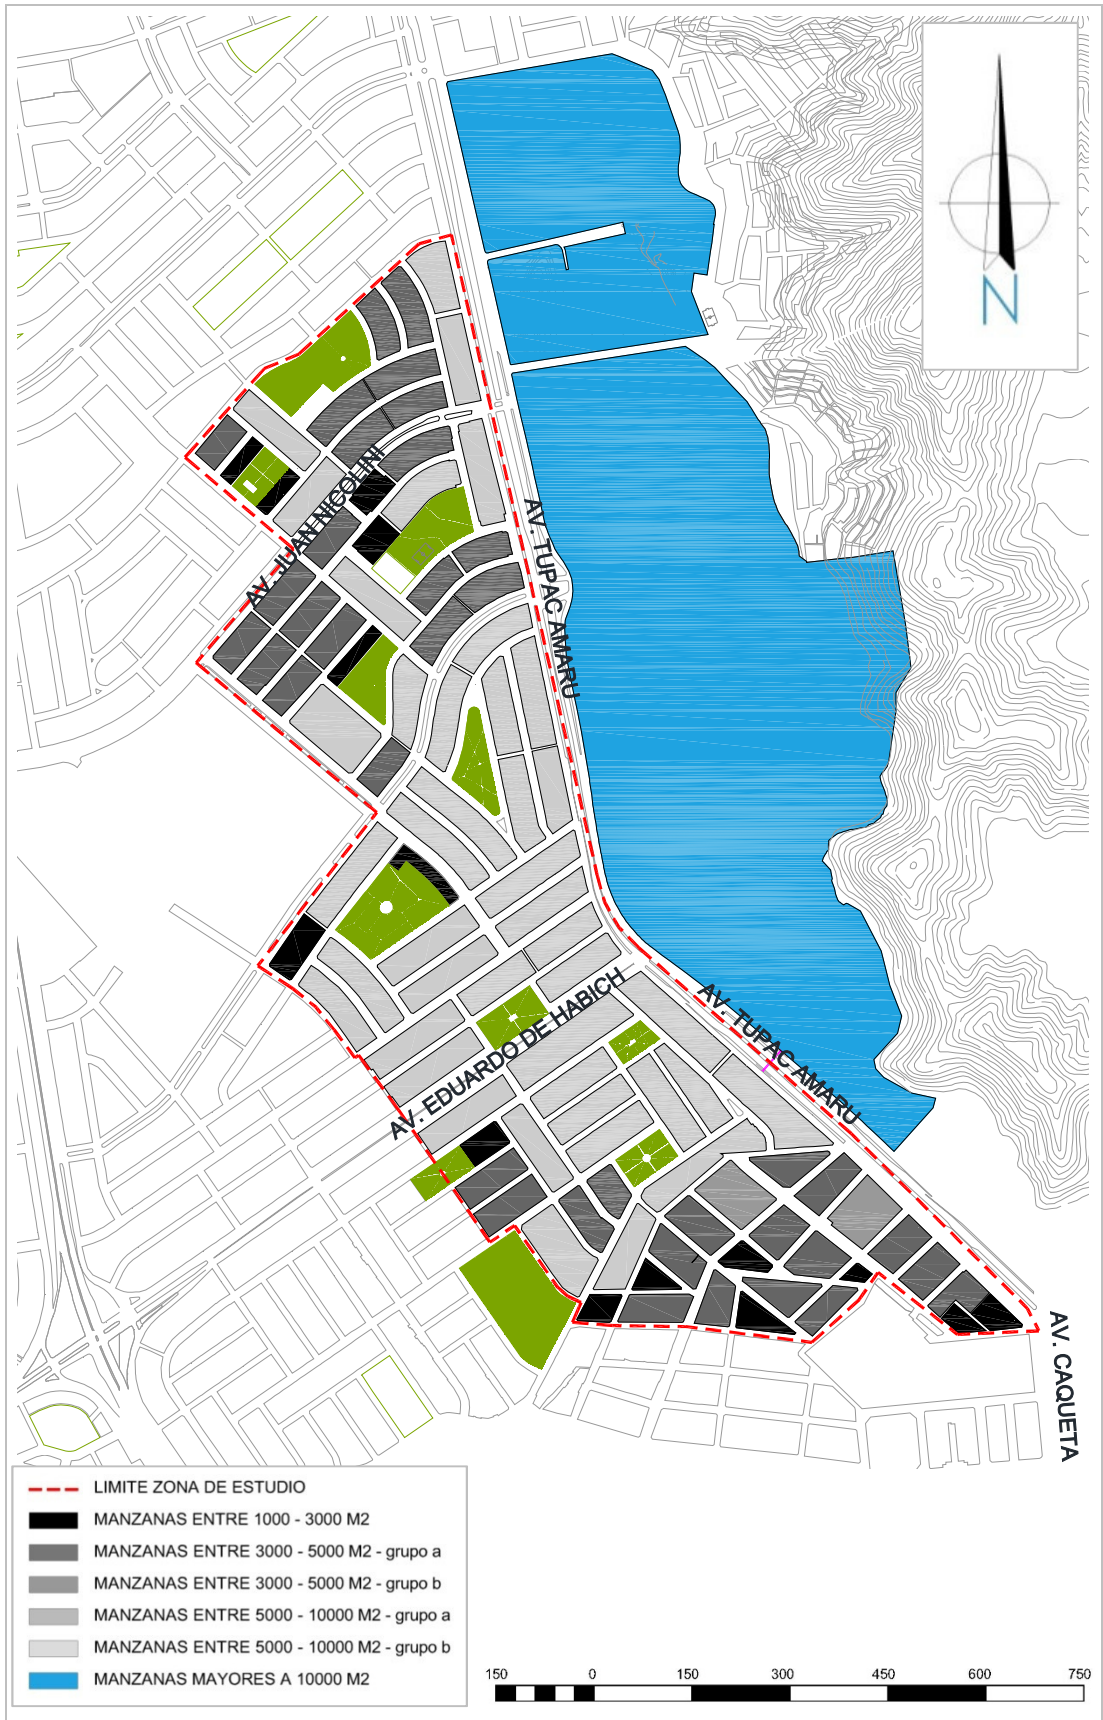 N
AV. JUAN NICOLINI
AV. TUPAC AMARU
AV. EDUARDO DE HABICH
AV. TUPAC AMARU
AV. CAQUETA
LIMITE ZONA DE ESTUDIO
MANZANAS ENTRE 1000 - 3000 M2
MANZANAS ENTRE 3000 - 5000 M2 - grupo a
MANZANAS ENTRE 3000 - 5000 M2 - grupo b
MANZANAS ENTRE 5000 - 10000 M2 - grupo a
MANZANAS ENTRE 5000 - 10000 M2 - grupo b
MANZANAS MAYORES A 10000 M2
150 0 150 300 450 600 750